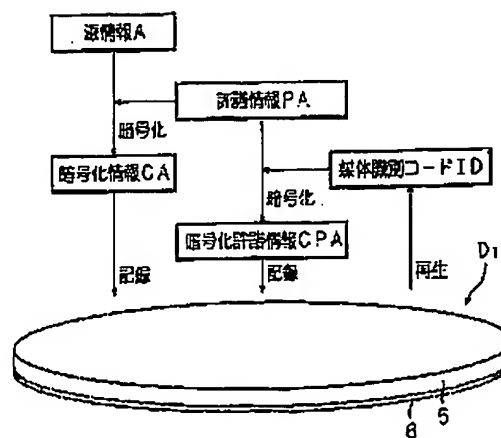 源情報A
許諾情報PA
暗号化
暗号化情報CA
媒体識別コードID
暗号化
暗号化許諾情報CPA
記録
記録
再生
D1
5
6